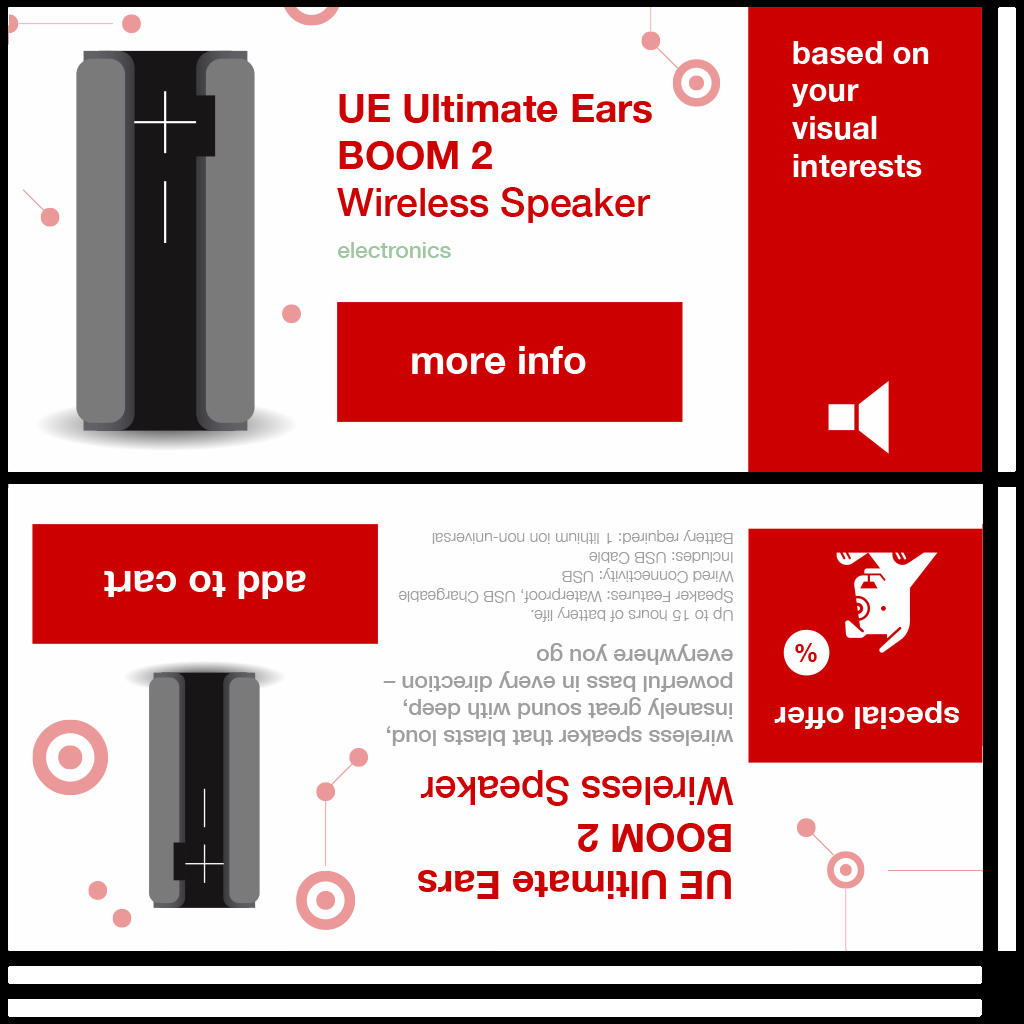 UE Ultimate Ears
BOOM 2
Wireless Speaker
electronics
more info
based on
your
visual
interests
UE Ultimate Ears
BOOM 2
Wireless Speaker
wireless speaker that blasts loud,
insanely great sound with deep,
powerful bass in every direction –
everywhere you go
Up to 15 hours of battery life.
Speaker Features: Waterproof, USB Chargeable
Wired Connectivity: USB
Includes: USB Cable
Battery required: 1 lithium ion non-universal
add to cart
special offer
%